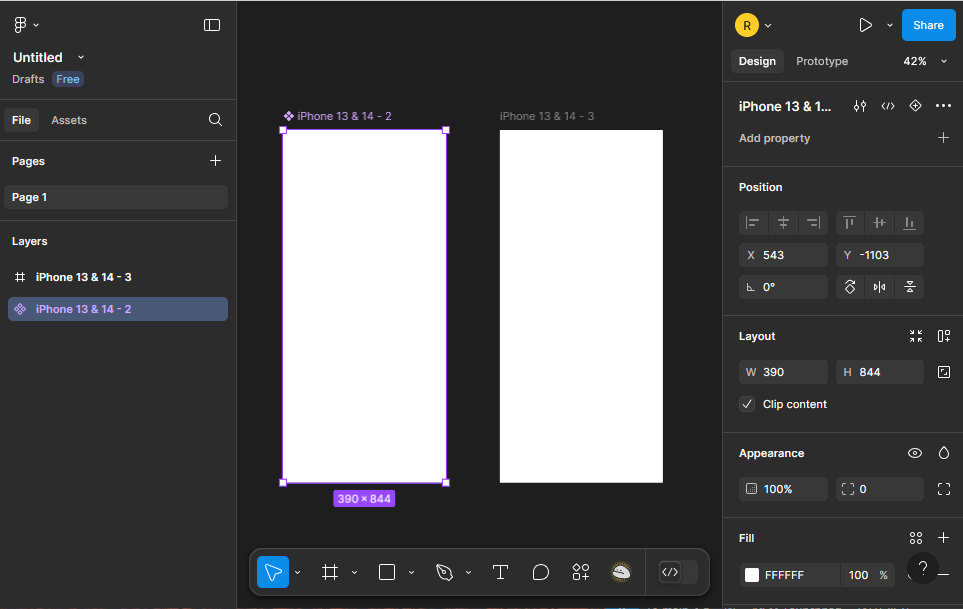 Untitled
Drafts Free
File Assets
Pages
Page 1
Layers
iPhone 13 & 14 - 3
iPhone 13 & 14 - 2
iPhone 13 & 14 - 2
iPhone 13 & 14 - 3
390 × 844
R
Share
Design Prototype 42%
iPhone 13 & 1...
Add property
Position
X 543 Y -1103
0°
Layout
W 390 H 844
Clip content
Appearance
100% 0
Fill
FFFFFF 100 %
?